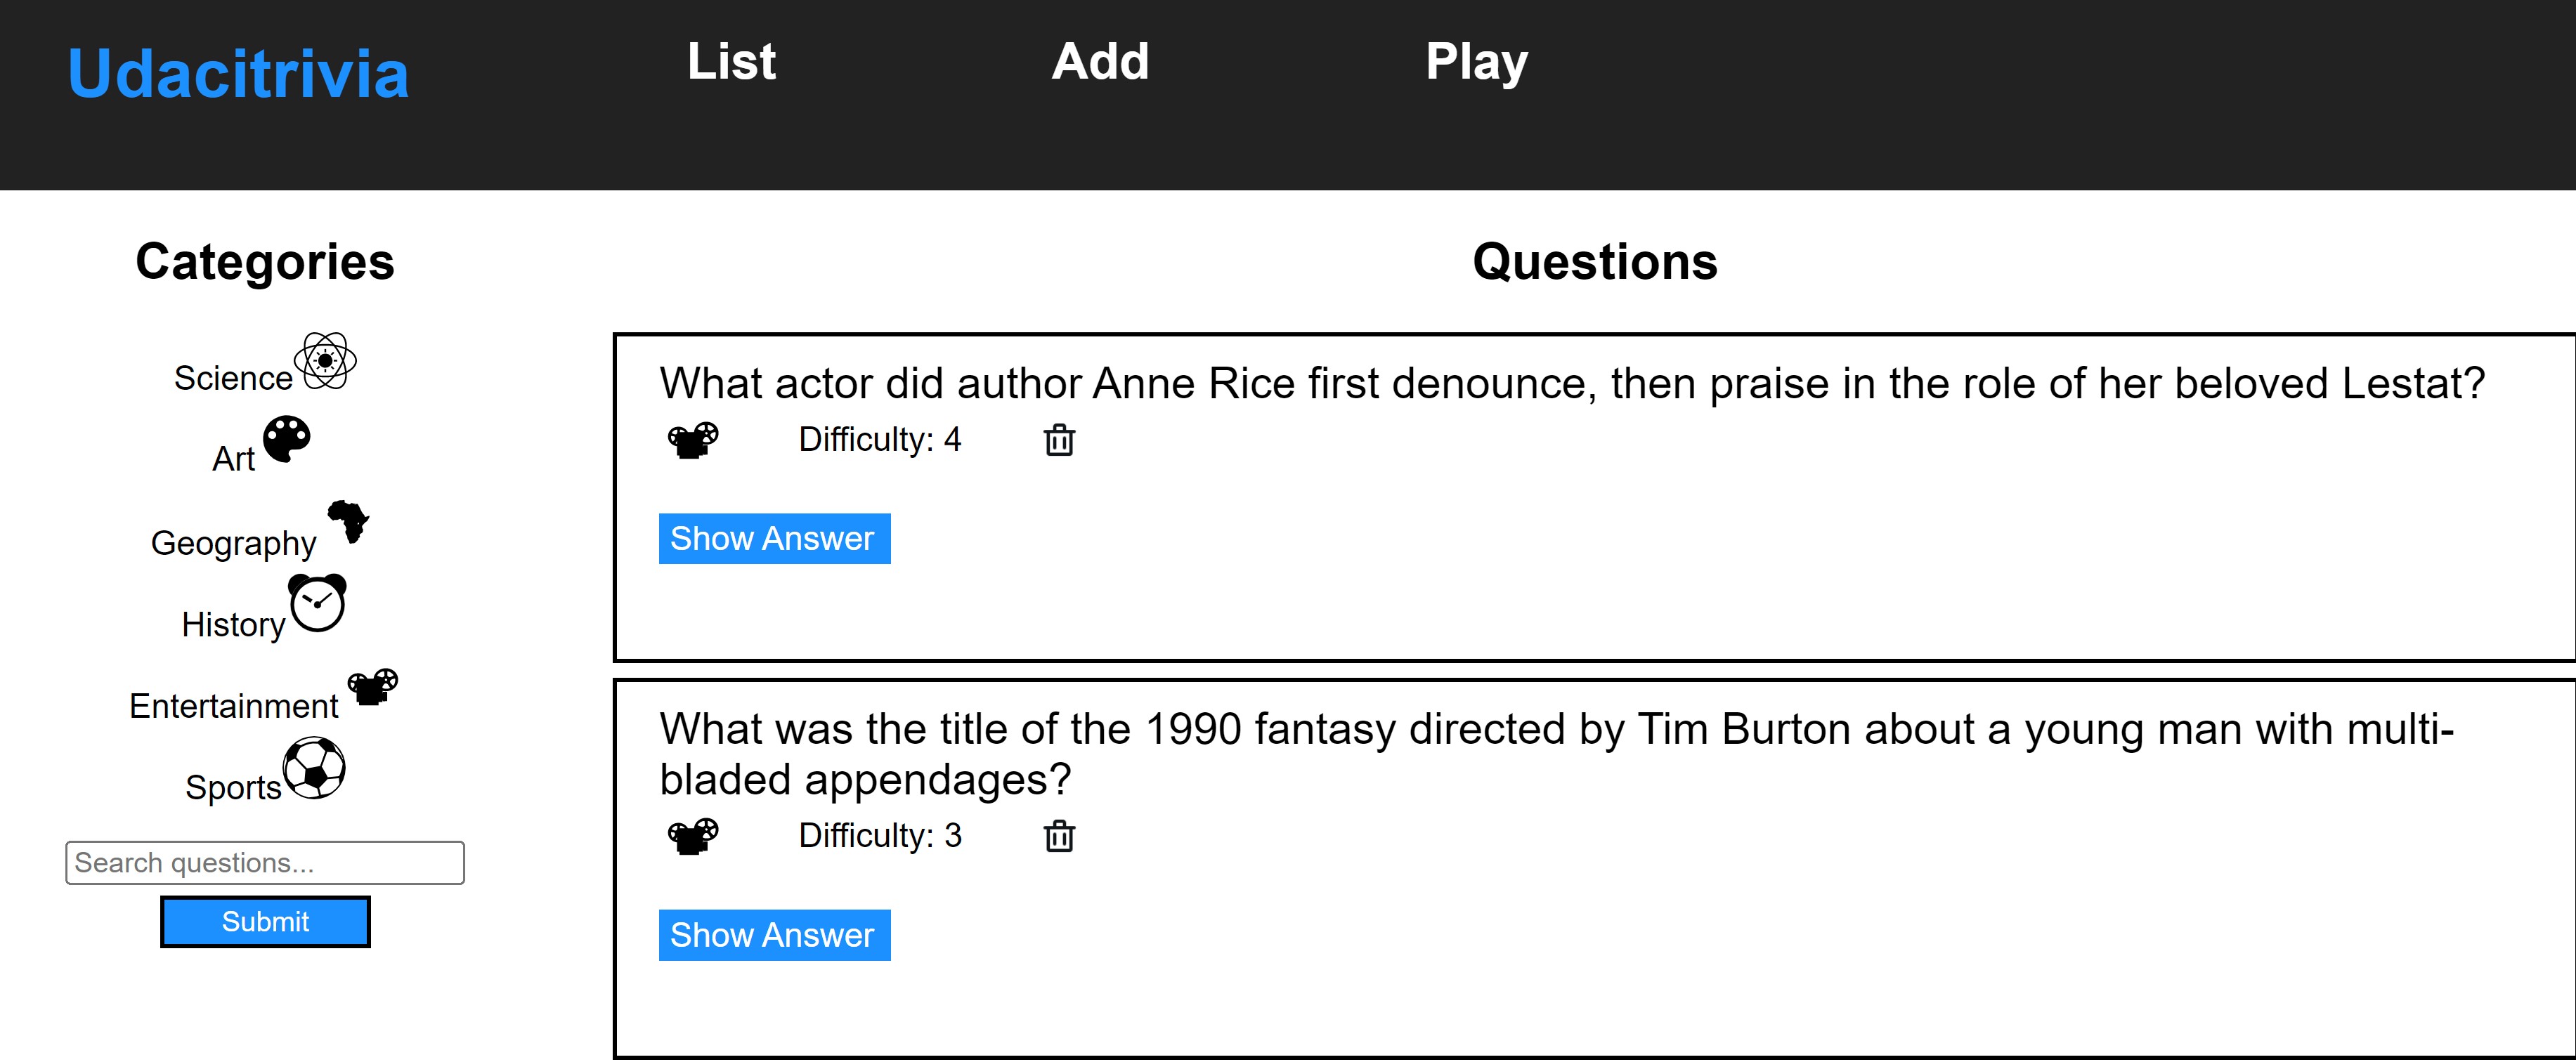 Udacitrivia
List
Add
Play
Categories
Science
Art
Geography
History
Entertainment
Sports
Search questions...
Submit
Questions
What actor did author Anne Rice first denounce, then praise in the role of her beloved Lestat?
Difficulty: 4
Show Answer
What was the title of the 1990 fantasy directed by Tim Burton about a young man with multi-
bladed appendages?
Difficulty: 3
Show Answer